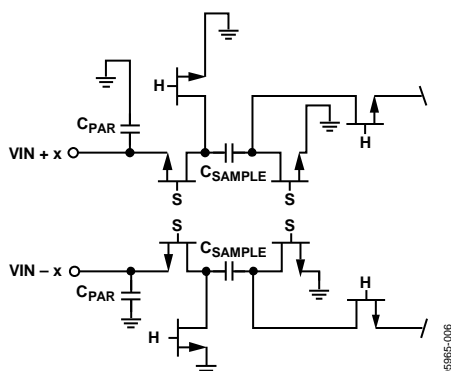 H
C_PAR
H
VIN + x
C_SAMPLE
S
S
S
S
C_SAMPLE
VIN – x
C_PAR
H
H
05965-006